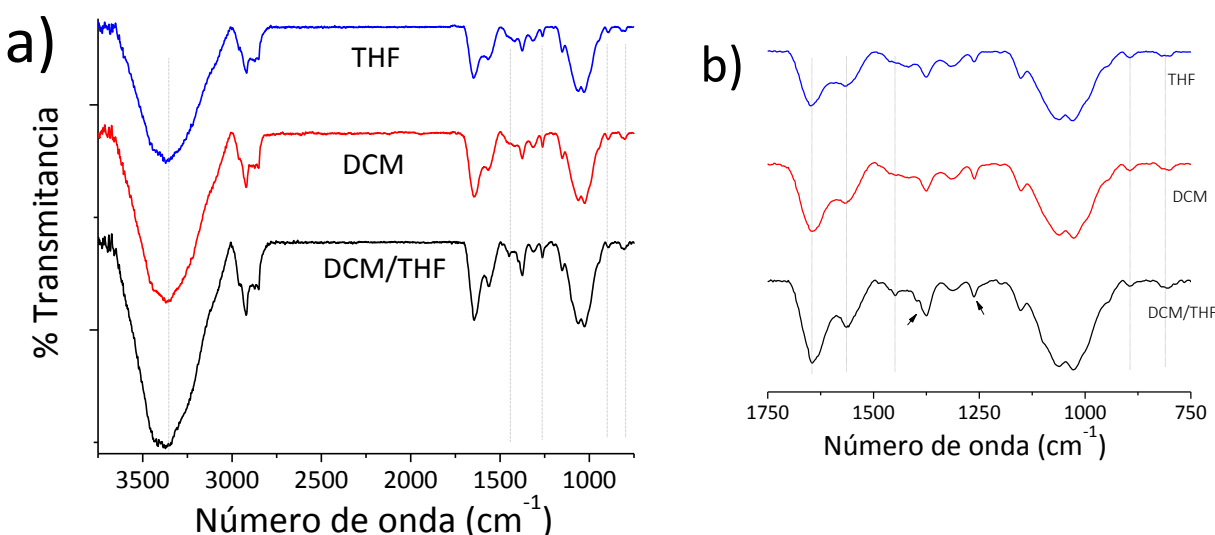 a)
THF
DCM
DCM/THF
% Transmitancia
3500 3000 2500 2000 1500 1000
Número de onda (cm⁻¹)
b)
THF
DCM
DCM/THF
1750 1500 1250 1000 750
Número de onda (cm⁻¹)